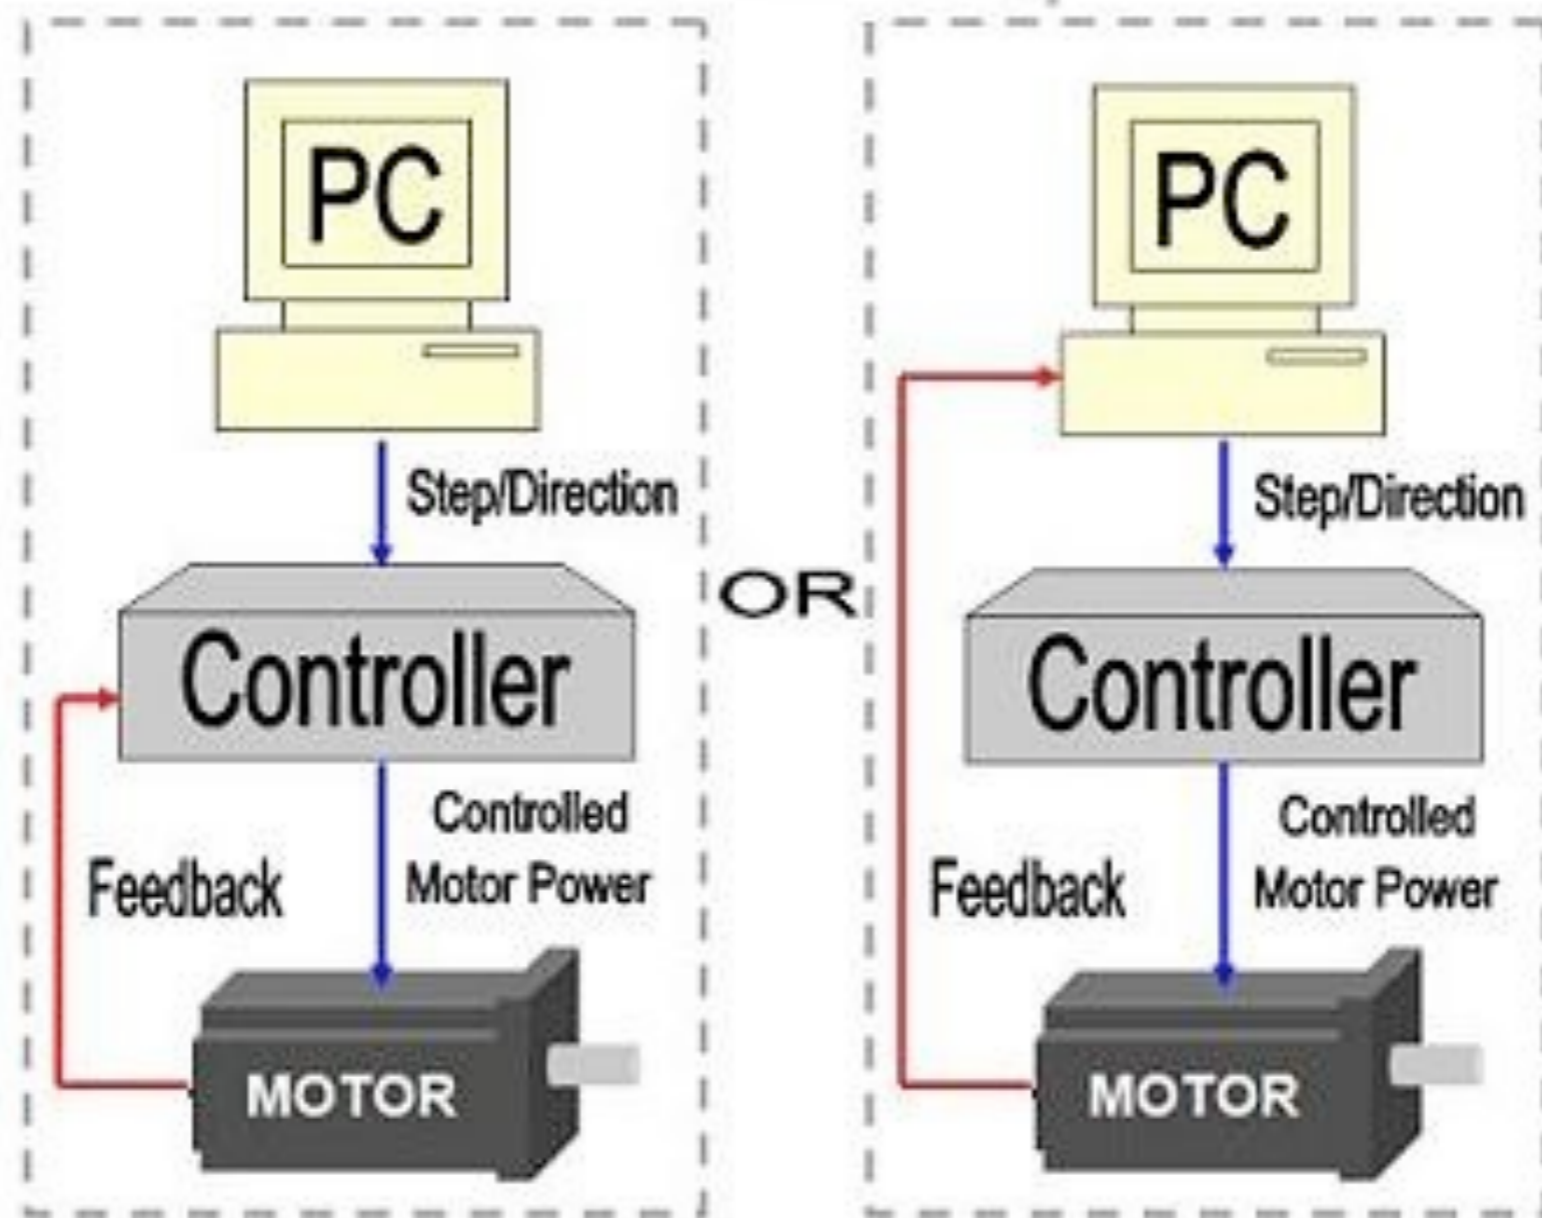 PC
Step/Direction
Controller
Controlled
Motor Power
Feedback
MOTOR
OR
PC
Step/Direction
Controller
Controlled
Motor Power
Feedback
MOTOR